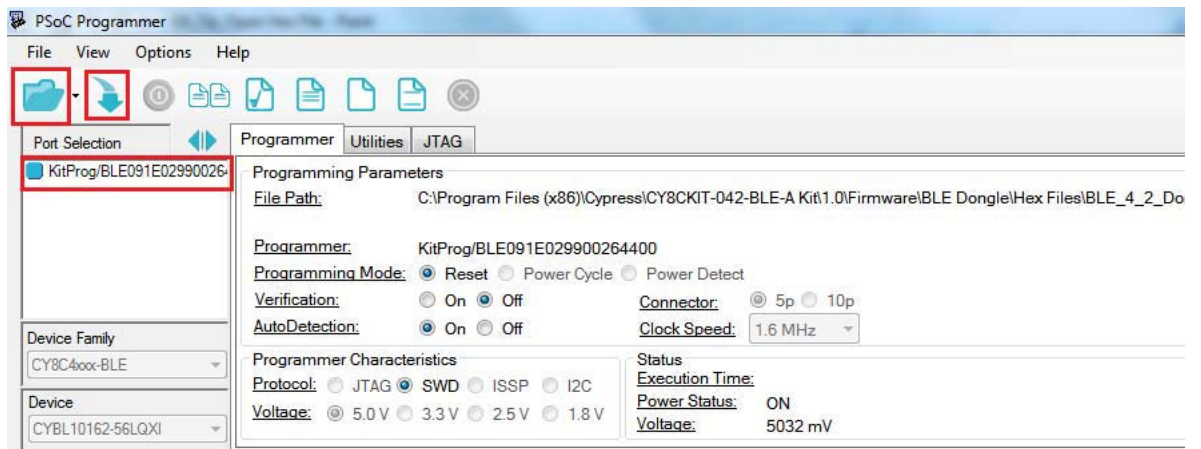 PSoC Programmer
File View Options Help
Port Selection
KitProg/BLE091E02990026
Device Family
CY8C4xxx-BLE
Device
CYBL10162-56LQXI
Programmer Utilities JTAG
Programming Parameters
File Path: C:\Program Files (x86)\Cypress\CY8CKIT-042-BLE-A Kit\1.0\Firmware\BLE Dongle\Hex Files\BLE_4_2_Do
Programmer: KitProg/BLE091E029900264400
Programming Mode: Reset Power Cycle Power Detect
Verification: On Off Connector: 5p 10p
AutoDetection: On Off Clock Speed: 1.6 MHz
Programmer Characteristics
Protocol: JTAG SWD ISSP I2C
Voltage: 5.0 V 3.3 V 2.5 V 1.8 V
Status
Execution Time:
Power Status: ON
Voltage: 5032 mV